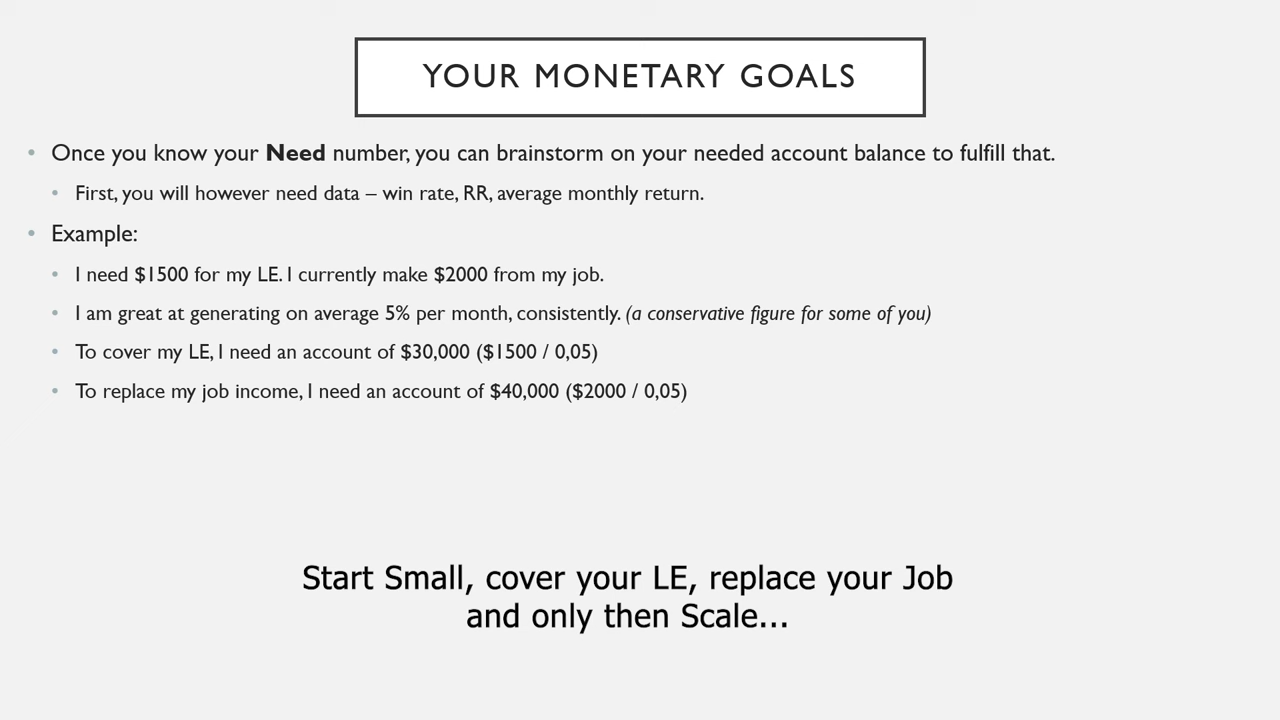 YOUR MONETARY GOALS
• Once you know your Need number, you can brainstorm on your needed account balance to fulfill that.
• First, you will however need data – win rate, RR, average monthly return.
• Example:
• I need $1500 for my LE. I currently make $2000 from my job.
• I am great at generating on average 5% per month, consistently. (a conservative figure for some of you)
• To cover my LE, I need an account of $30,000 ($1500 / 0,05)
• To replace my job income, I need an account of $40,000 ($2000 / 0,05)
Start Small, cover your LE, replace your Job
and only then Scale...